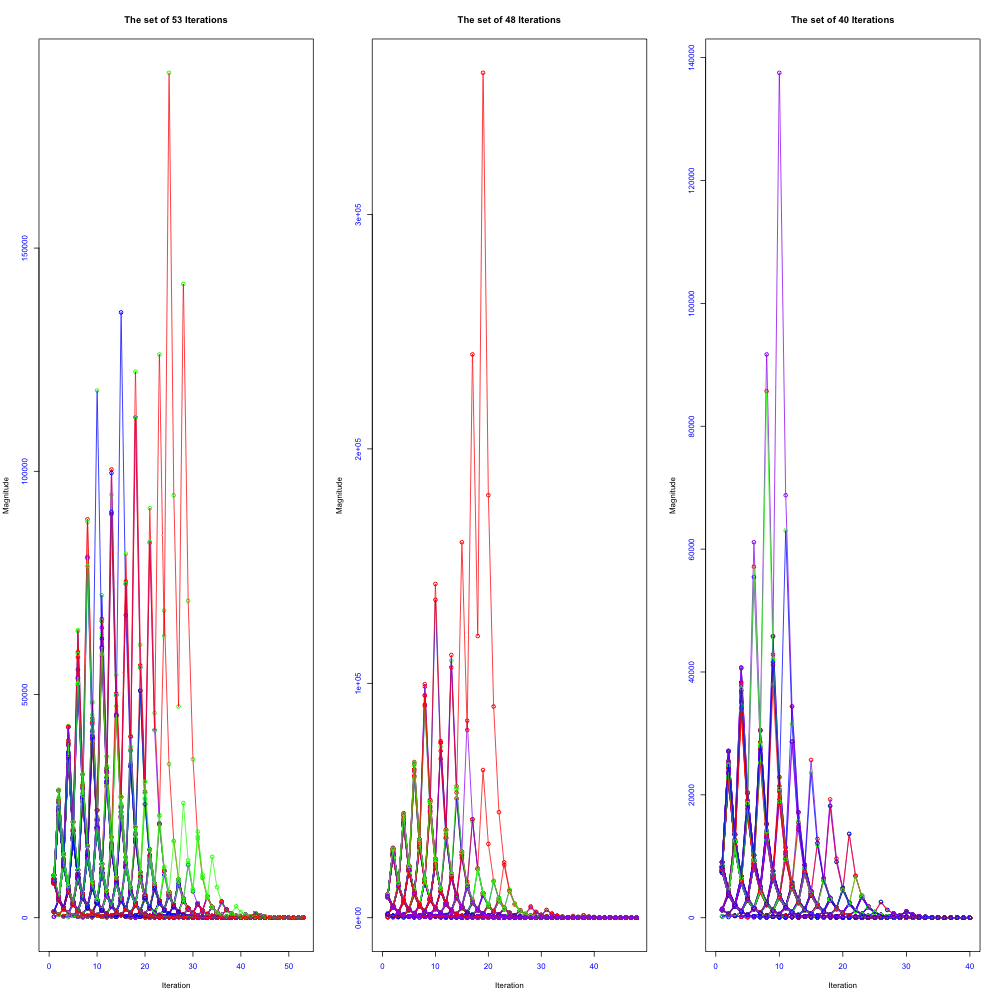 The set of 53 Iterations
150000
100000
50000
0
Magnitude
0 10 20 30 40 50
Iteration
The set of 48 Iterations
3e+05
2e+05
1e+05
0e+00
Magnitude
0 10 20 30 40
Iteration
The set of 40 Iterations
140000
120000
100000
80000
60000
40000
20000
0
Magnitude
0 10 20 30 40
Iteration